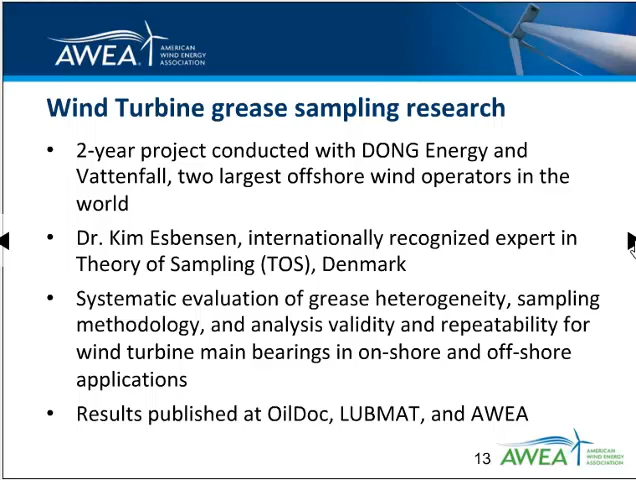 AWEA® AMERICAN
WIND ENERGY
ASSOCIATION
Wind Turbine grease sampling research
• 2-year project conducted with DONG Energy and
Vattenfall, two largest offshore wind operators in the
world
• Dr. Kim Esbensen, internationally recognized expert in
Theory of Sampling (TOS), Denmark
• Systematic evaluation of grease heterogeneity, sampling
methodology, and analysis validity and repeatability for
wind turbine main bearings in on-shore and off-shore
applications
• Results published at OilDoc, LUBMAT, and AWEA
13
AWEA AMERICAN
WIND ENERGY
ASSOCIATION